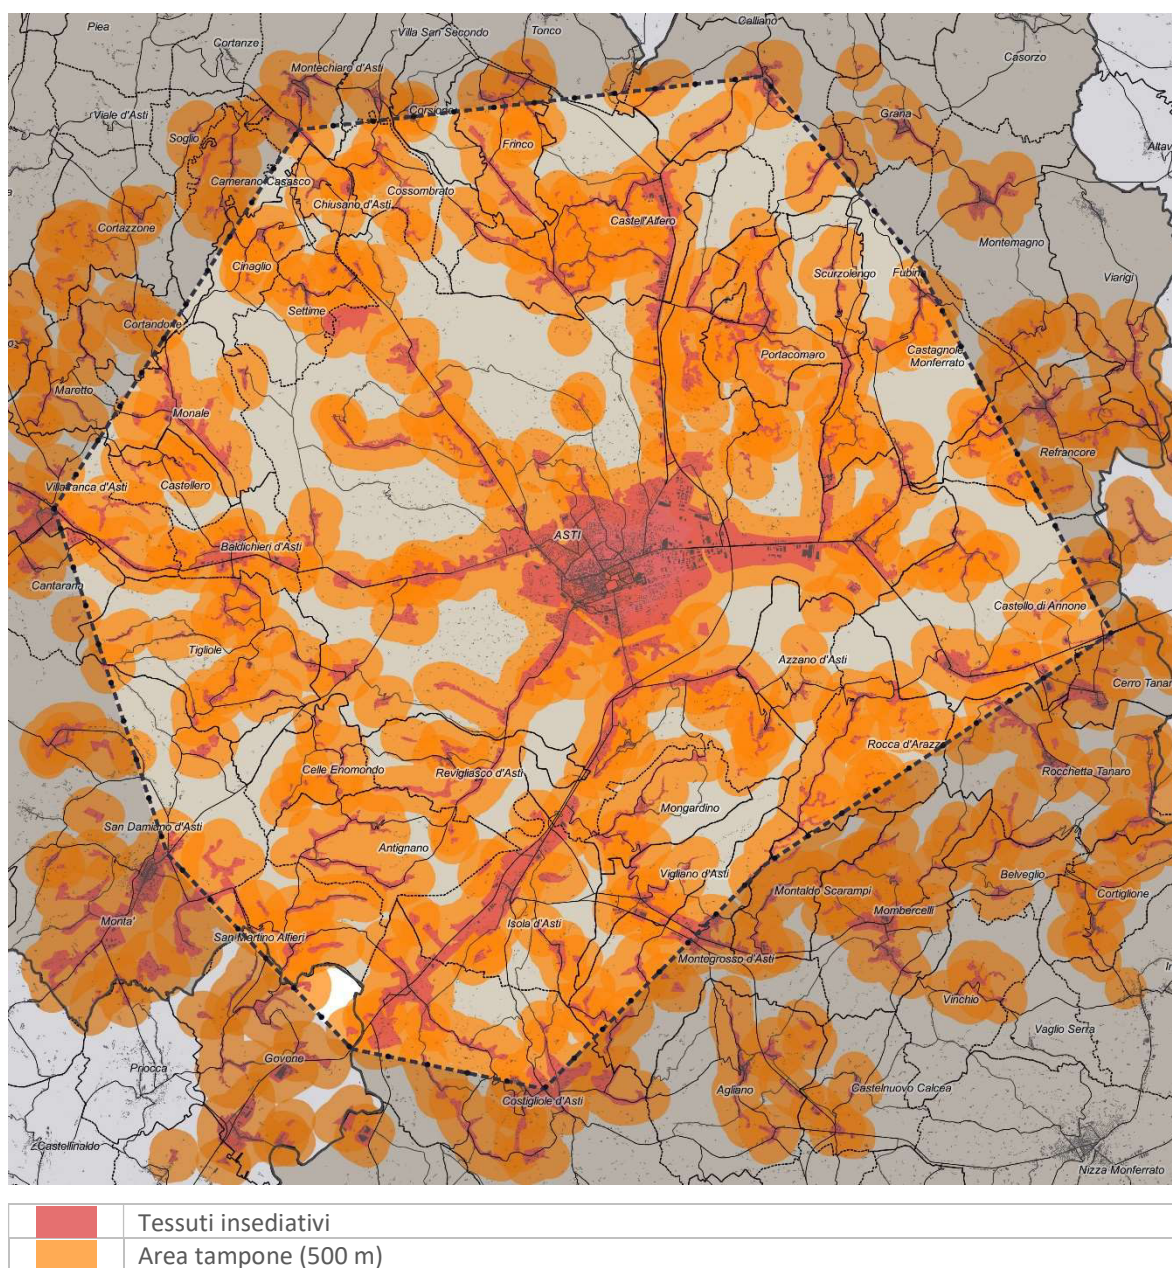 Piea
Villa San Secondo
Tonco
Calliano
Cortanze
Casorzo
Montechiaro d'Asti
Viale d'Asti
Corsione
Grana
Soglio
Frinco
Camerano Casasco
Cossombrato
Chiusano d'Asti
Castell'Alfero
Cortazzone
Montemagno
Cinaglio
Scurzolengo
Viarigi
Settime
Cortandone
Portacomaro
Castagnole
Monferrato
Maretto
Monale
Refrancore
Villafranca d'Asti
Castellero
ASTI
Baldichieri d'Asti
Cantarana
Castello di Annone
Tigliole
Azzano d'Asti
Rocca d'Arazzo
Celle Enomondo
Revigliasco d'Asti
Rocchetta Tanaro
Mongardino
San Damiano d'Asti
Antignano
Vigliano d'Asti
Belveglio
Montaldo Scarampi
Cortiglione
Monta'
Mombercelli
Isola d'Asti
San Martino Alfieri
Montegrosso d'Asti
Vinchio
Vaglio Serra
Govone
Priocca
Agliano
Castelnuovo Calcea
Costigliole d'Asti
Castellinaldo
Nizza Monferrato
Tessuti insediativi
Area tampone (500 m)